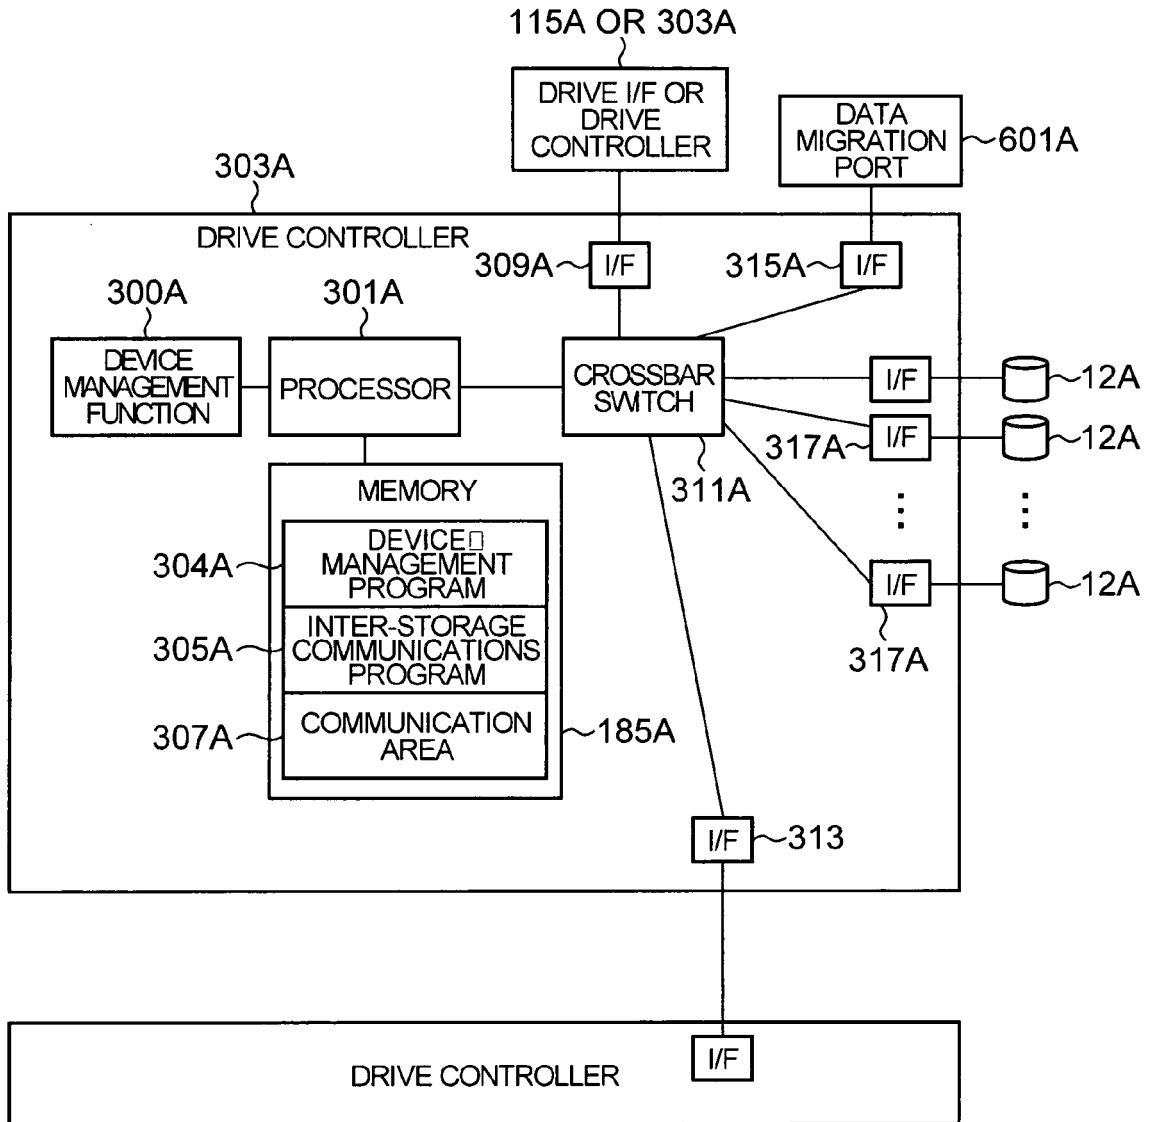 115A OR 303A
DRIVE I/F OR
DRIVE
CONTROLLER
DATA
MIGRATION
PORT
601A
303A
DRIVE CONTROLLER
309A
I/F
315A
I/F
300A
301A
DEVICE
MANAGEMENT
FUNCTION
PROCESSOR
CROSSBAR
SWITCH
311A
I/F
12A
317A
I/F
12A
I/F
12A
317A
MEMORY
304A
DEVICE
MANAGEMENT
PROGRAM
305A
INTER-STORAGE
COMMUNICATIONS
PROGRAM
307A
COMMUNICATION
AREA
185A
I/F
313
I/F
DRIVE CONTROLLER